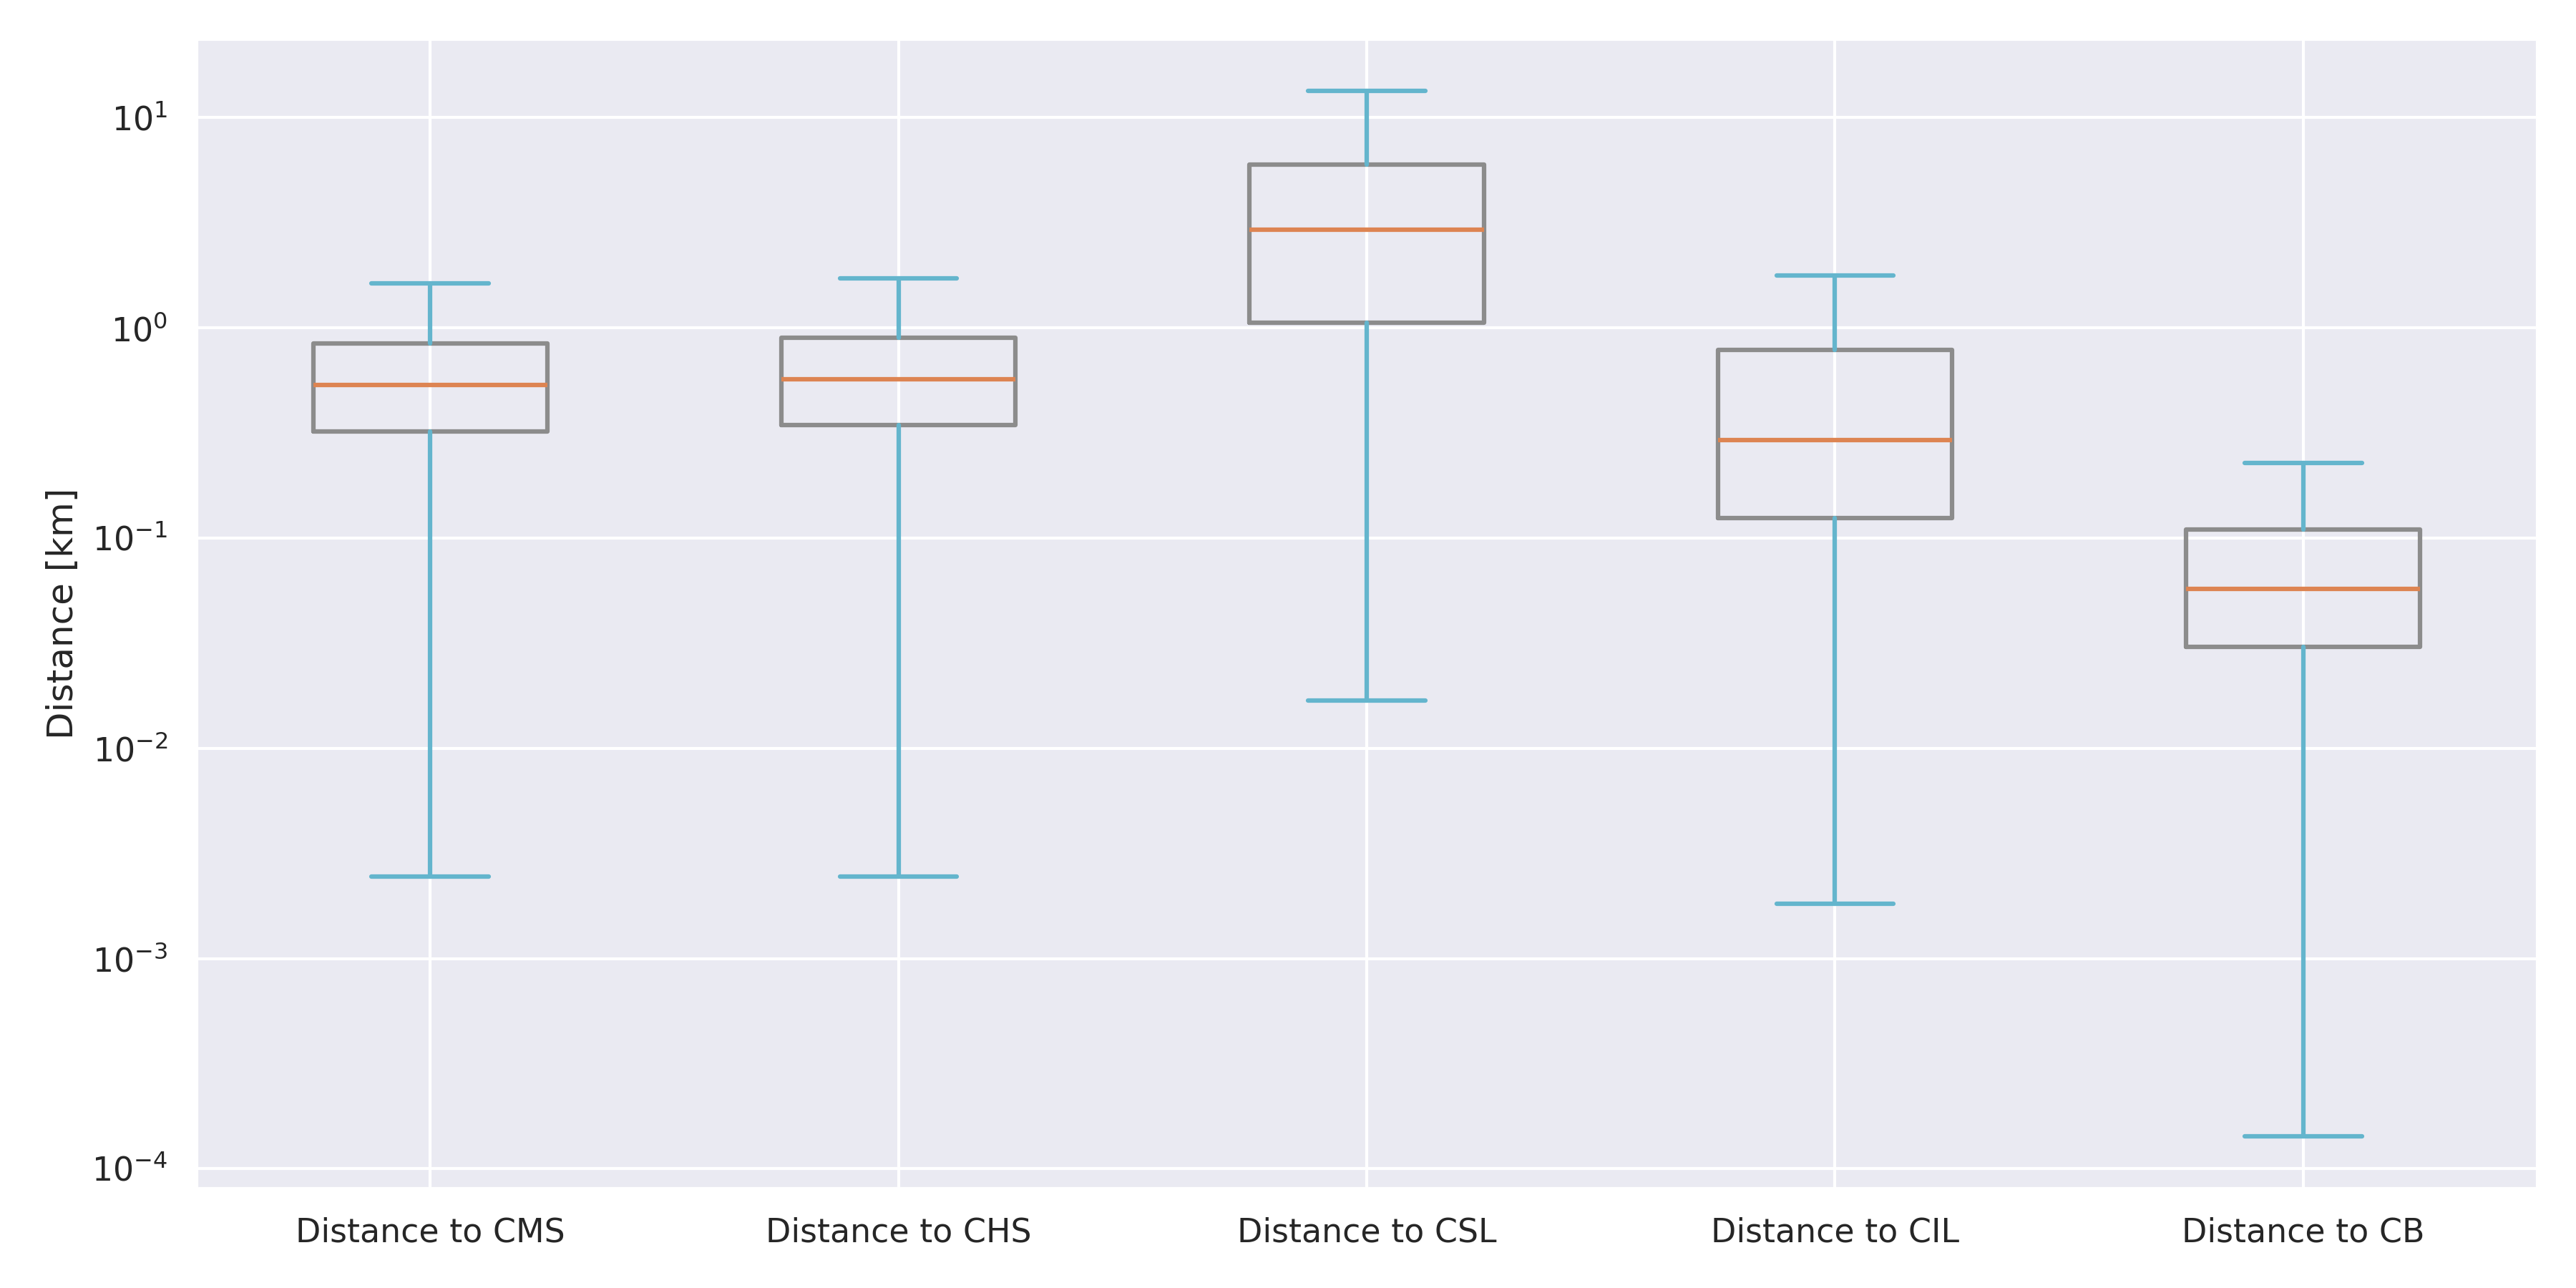 Distance [km]
10¹
10⁰
10⁻¹
10⁻²
10⁻³
10⁻⁴
Distance to CMS
Distance to CHS
Distance to CSL
Distance to CIL
Distance to CB